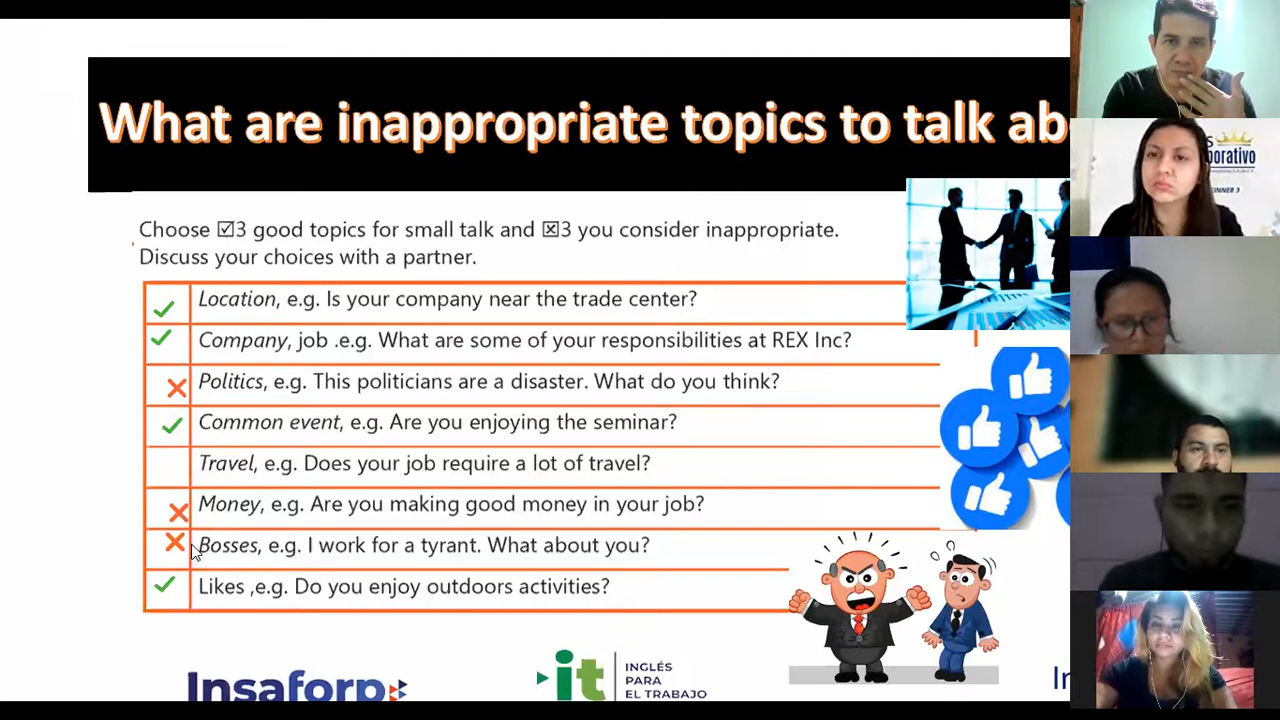 What are inappropriate topics to talk ab
Choose ☑3 good topics for small talk and ☒3 you consider inappropriate.
Discuss your choices with a partner.
Location, e.g. Is your company near the trade center?
Company, job .e.g. What are some of your responsibilities at REX Inc?
Politics, e.g. This politicians are a disaster. What do you think?
Common event, e.g. Are you enjoying the seminar?
Travel, e.g. Does your job require a lot of travel?
Money, e.g. Are you making good money in your job?
Bosses, e.g. I work for a tyrant. What about you?
Likes ,e.g. Do you enjoy outdoors activities?
Insaforp
it
INGLÉS
PARA
EL TRABAJO